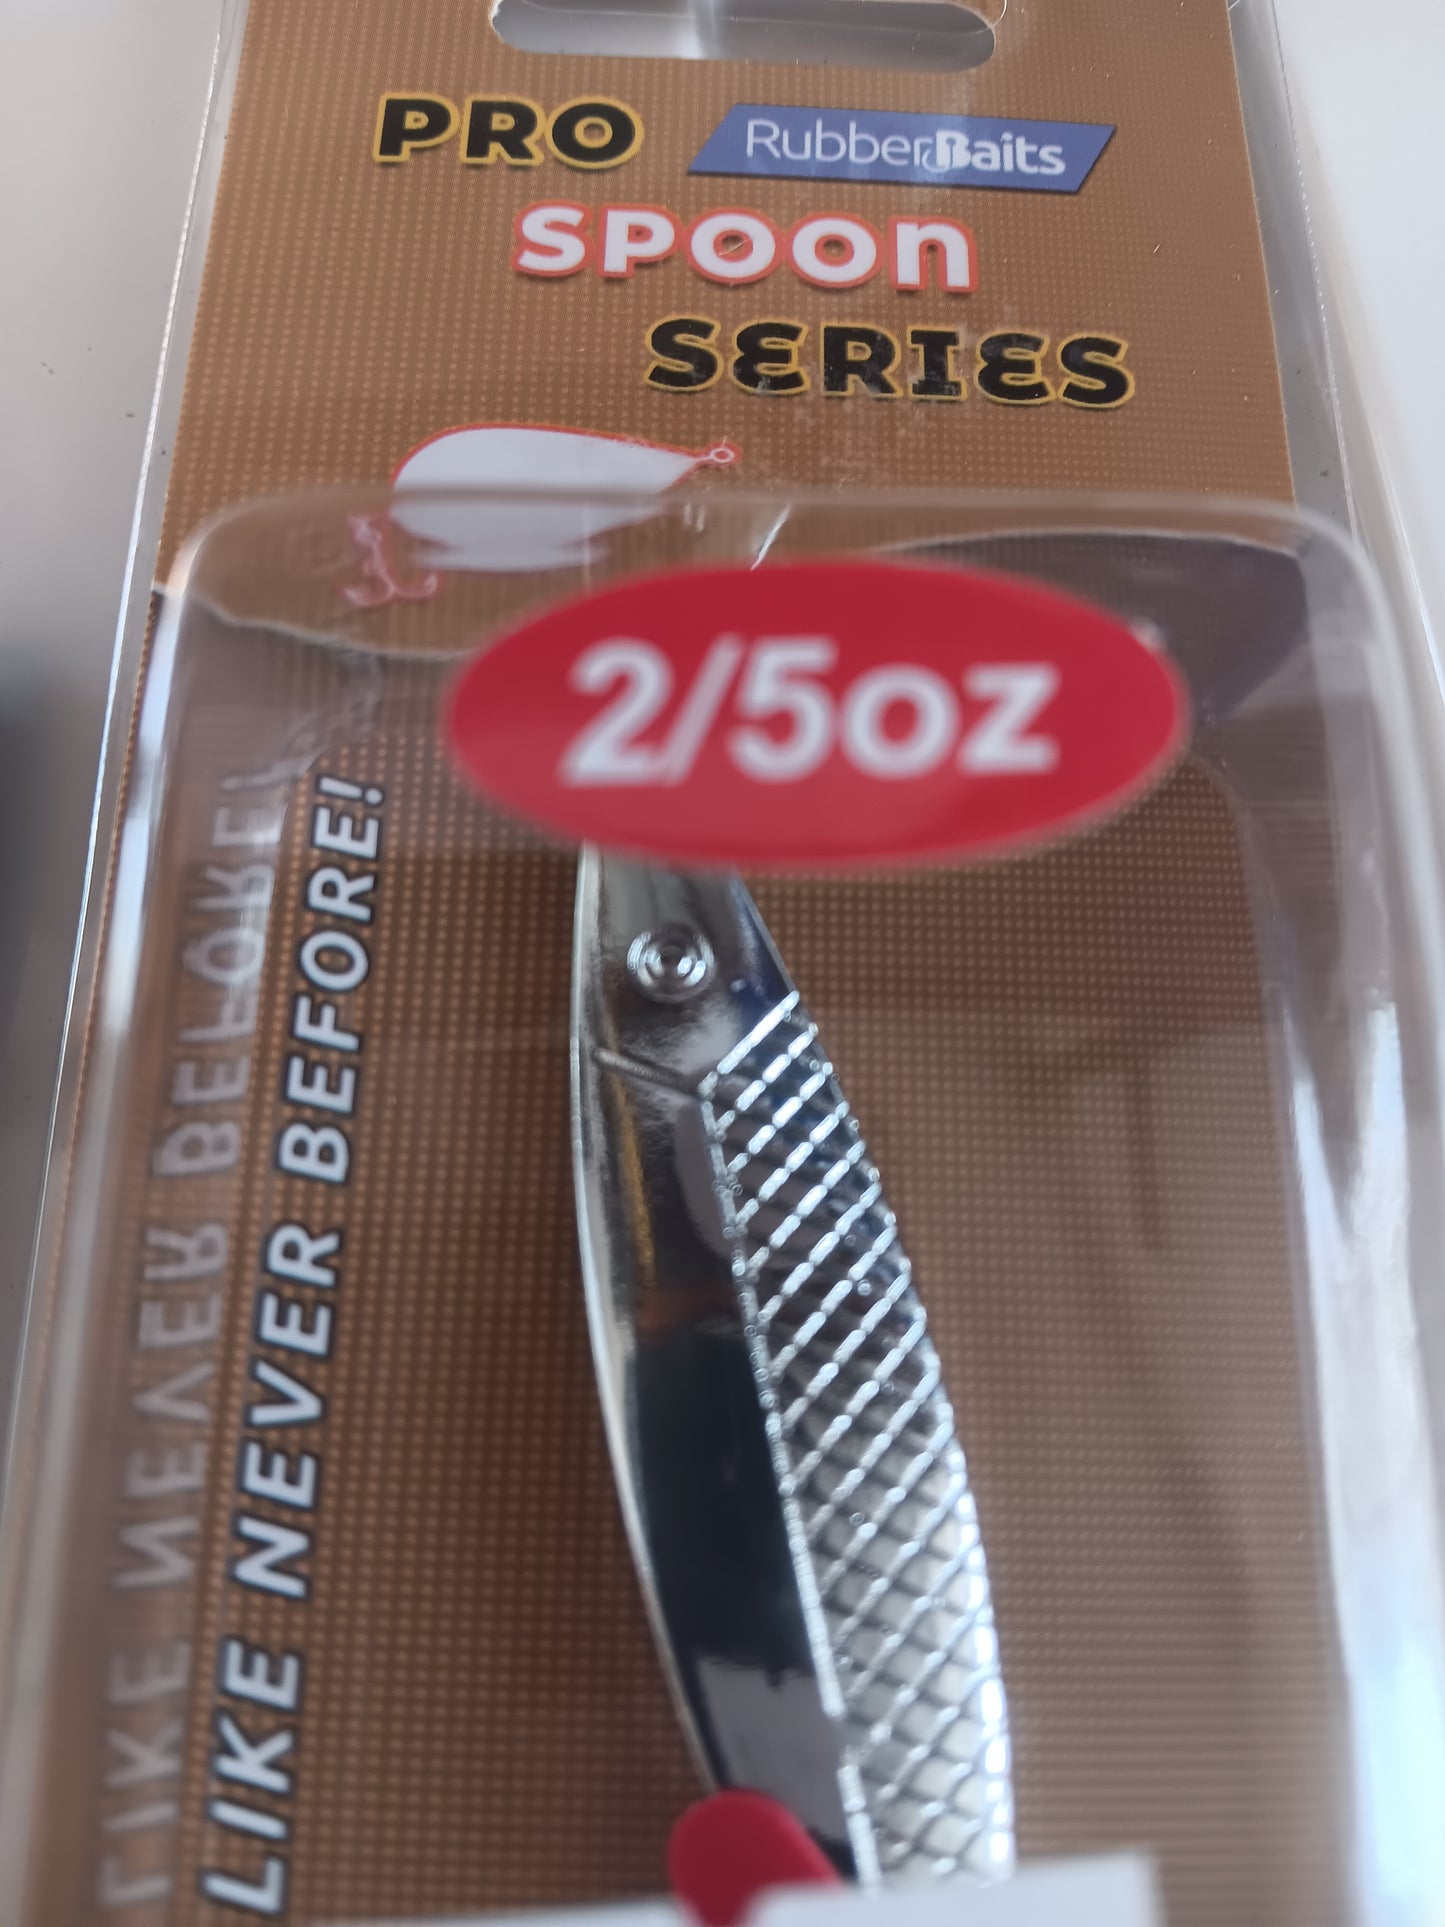 PRO RubberBaits
SPOON
SERIES
2/5oz
LIKE NEVER BEFORE!